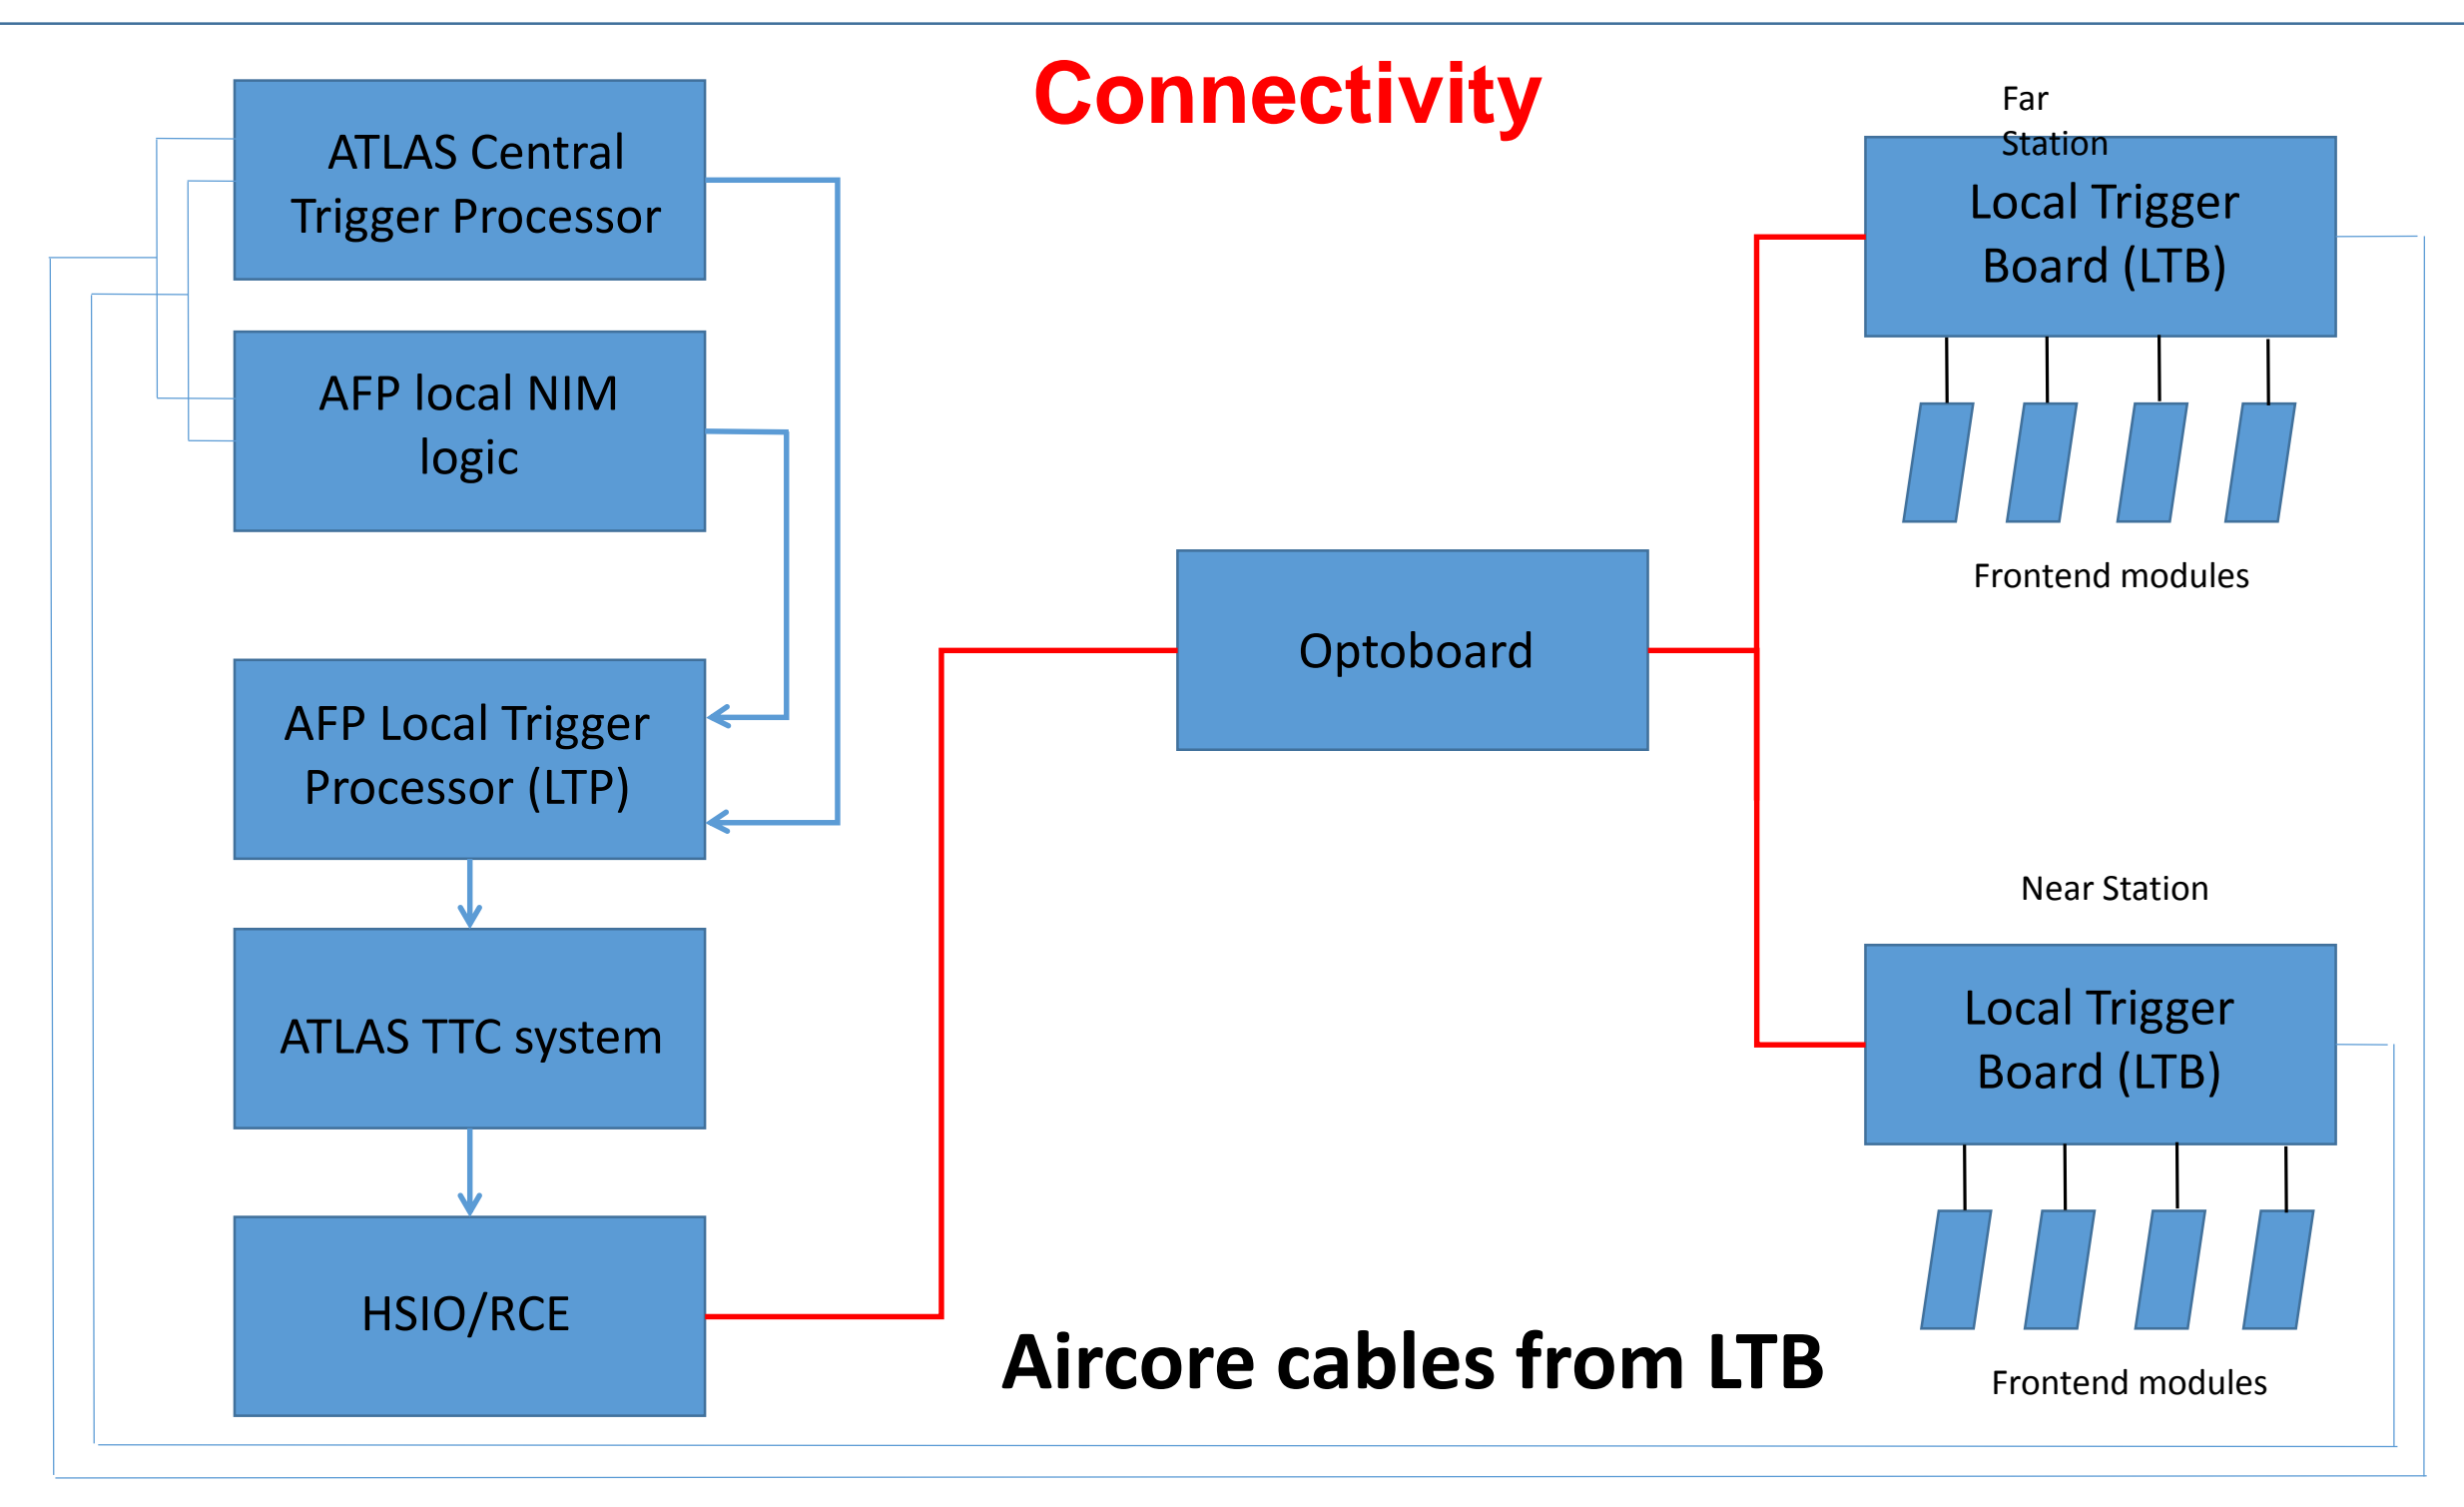 Connectivity
ATLAS Central
Trigger Processor
AFP local NIM
logic
AFP Local Trigger
Processor (LTP)
ATLAS TTC system
HSIO/RCE
Optoboard
Far
Station
Local Trigger
Board (LTB)
Frontend modules
Near Station
Local Trigger
Board (LTB)
Frontend modules
Aircore cables from LTB